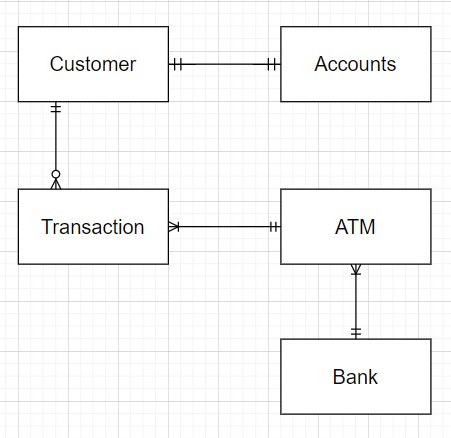 Customer
Accounts
Transaction
ATM
Bank